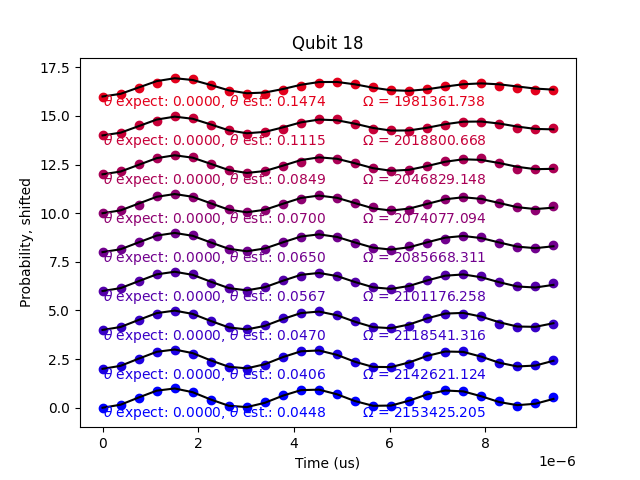 Qubit 18
17.5
θ expect: 0.0000, θ est.: 0.1474 Ω = 1981361.738
15.0
θ expect: 0.0000, θ est.: 0.1115 Ω = 2018800.668
12.5
θ expect: 0.0000, θ est.: 0.0849 Ω = 2046829.148
10.0
θ expect: 0.0000, θ est.: 0.0700 Ω = 2074077.094
7.5
θ expect: 0.0000, θ est.: 0.0650 Ω = 2085668.311
θ expect: 0.0000, θ est.: 0.0567 Ω = 2101176.258
5.0
θ expect: 0.0000, θ est.: 0.0470 Ω = 2118541.316
2.5
θ expect: 0.0000, θ est.: 0.0406 Ω = 2142621.124
0.0
θ expect: 0.0000, θ est.: 0.0448 Ω = 2153425.205
Probability, shifted
0 2 4 6 8
Time (us)
1e−6